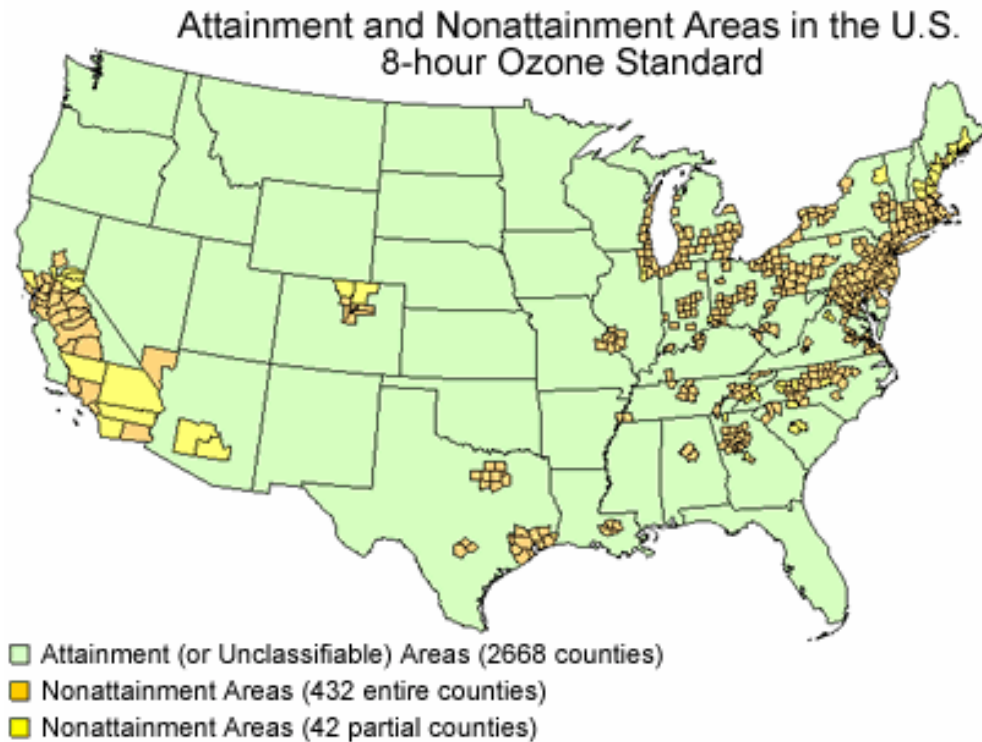 Attainment and Nonattainment Areas in the U.S.
8-hour Ozone Standard
Attainment (or Unclassifiable) Areas (2668 counties)
Nonattainment Areas (432 entire counties)
Nonattainment Areas (42 partial counties)